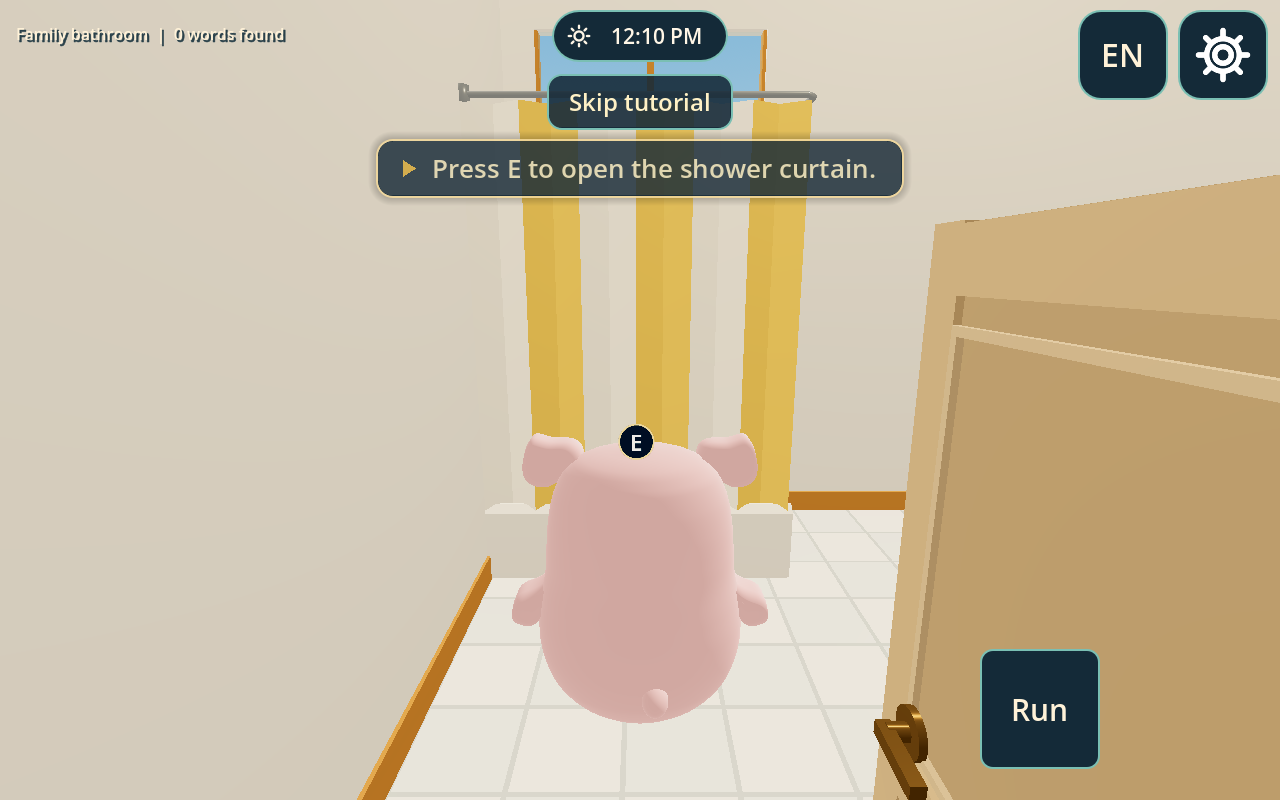 Family bathroom | 0 words found
12:10 PM
EN
Skip tutorial
Press E to open the shower curtain.
E
Run